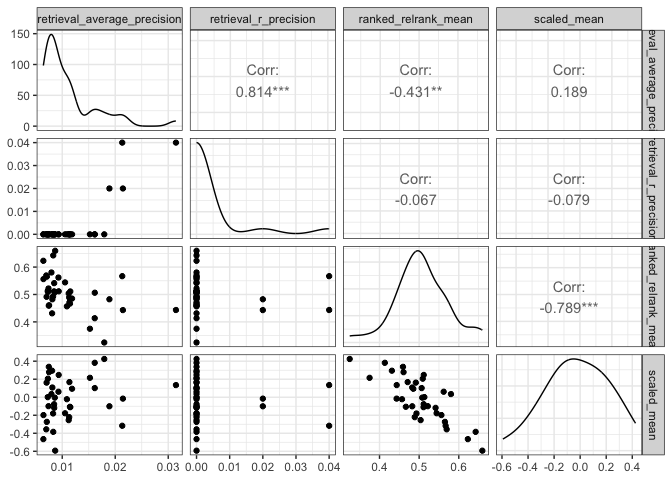 retrieval_average_precision retrieval_r_precision ranked_relrank_mean scaled_mean
150
100
50
0
Corr:
0.814***
Corr:
-0.431**
Corr:
0.189
eval_average_preci
0.04
0.03
0.02
0.01
0.00
Corr:
-0.067
Corr:
-0.079
etrieval_r_precision
0.6
0.5
0.4
Corr:
-0.789***
anked_relrank_mea
0.4
0.2
0.0
-0.2
-0.4
-0.6
scaled_mean
0.01 0.02 0.03 0.00 0.01 0.02 0.03 0.04 0.4 0.5 0.6 -0.6 -0.4 -0.2 0.0 0.2 0.4